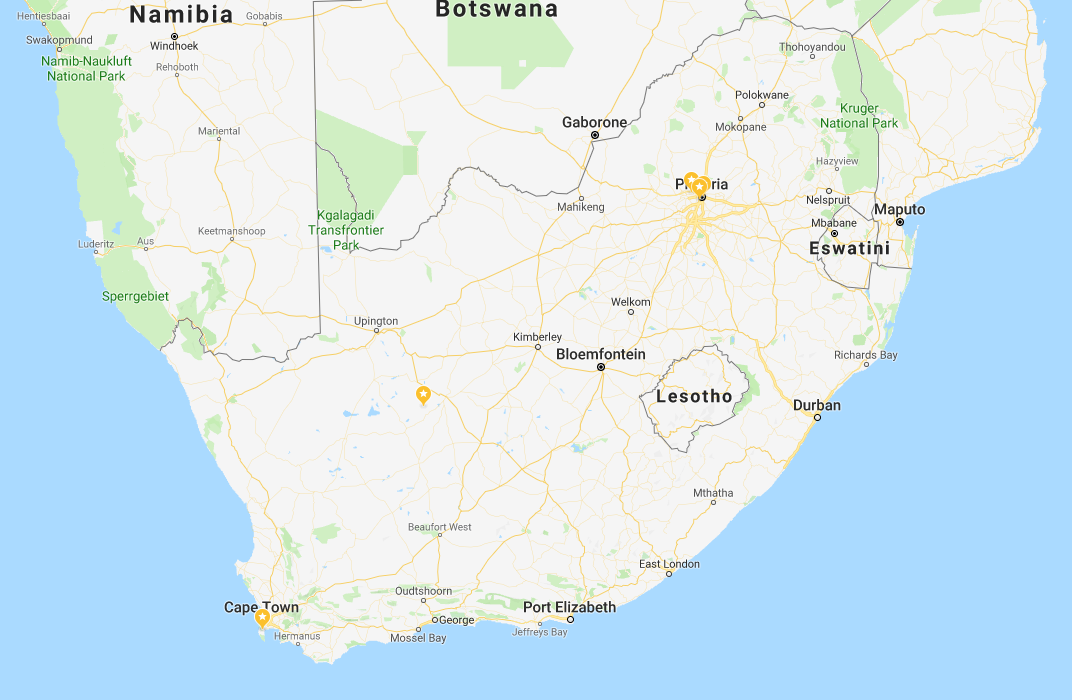 Hentiesbaai
Namibia
Gobabis
Botswana
Swakopmund
Windhoek
Namib-Naukluft
National Park
Rehoboth
Thohoyandou
Polokwane
Mokopane
Kruger
National Park
Gaborone
Mariental
Hazyview
Mahikeng
Nelspruit
Maputo
Mbabane
Eswatini
Kgalagadi
Transfrontier
Park
Keetmanshoop
Luderitz
Aus
Sperrgebiet
Welkom
Upington
Kimberley
Bloemfontein
Richards Bay
Lesotho
Durban
Mthatha
Beaufort West
East London
Oudtshoorn
Cape Town
George
Port Elizabeth
Hermanus
Mossel Bay
Jeffreys Bay